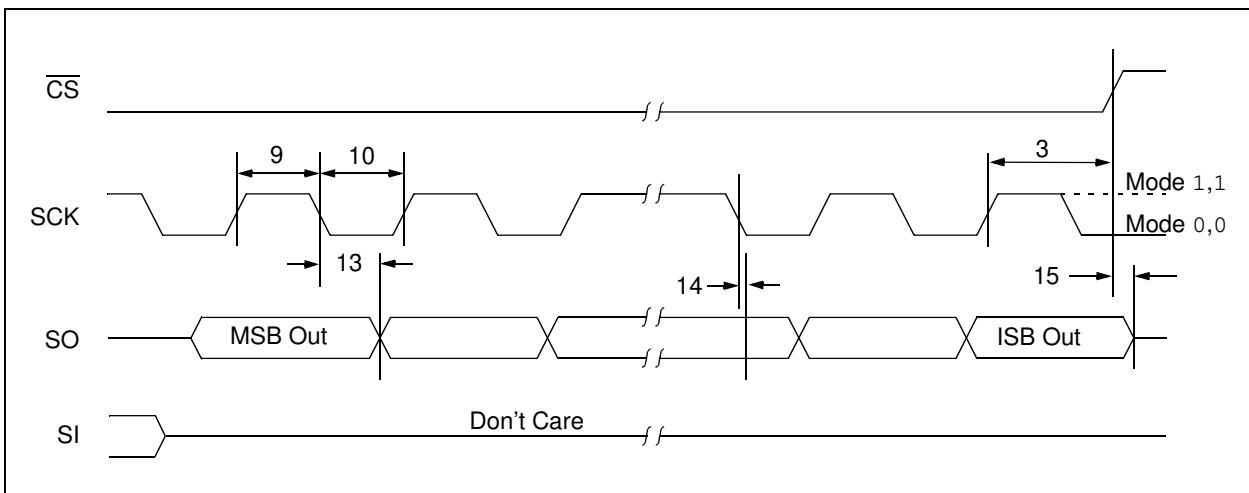 CS
9
10
3
SCK
Mode 1,1
Mode 0,0
13
14
15
SO
MSB Out
ISB Out
SI
Don't Care